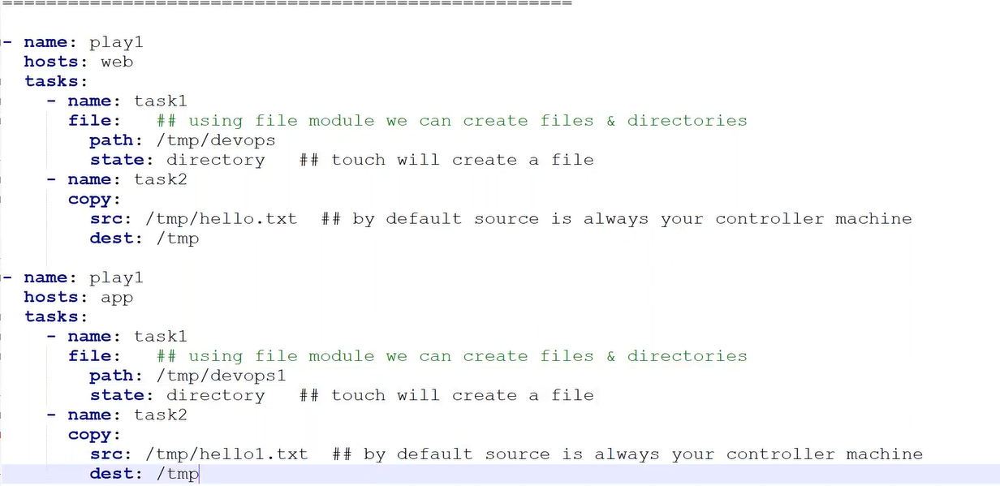 ====================================================
- name: play1
  hosts: web
  tasks:
    - name: task1
      file:   ## using file module we can create files & directories
        path: /tmp/devops
        state: directory   ## touch will create a file
    - name: task2
      copy:
        src: /tmp/hello.txt  ## by default source is always your controller machine
        dest: /tmp
- name: play1
  hosts: app
  tasks:
    - name: task1
      file:   ## using file module we can create files & directories
        path: /tmp/devops1
        state: directory   ## touch will create a file
    - name: task2
      copy:
        src: /tmp/hello1.txt  ## by default source is always your controller machine
        dest: /tmp